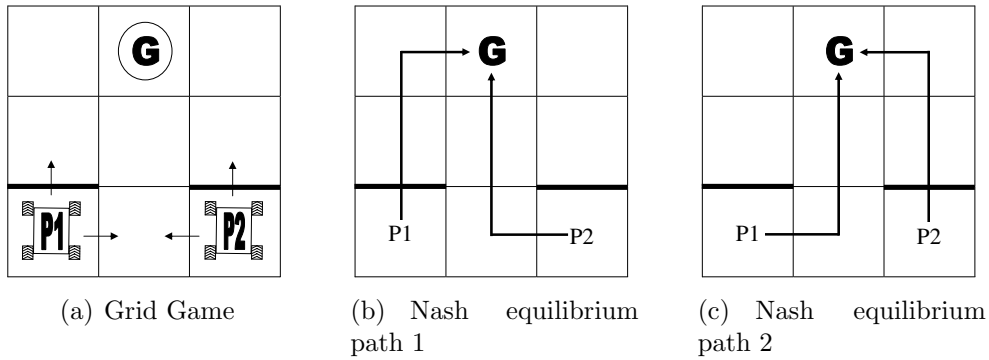 G
P1
P2
G
P1
P2
G
P1
P2
(a) Grid Game
(b) Nash equilibrium
path 1
(c) Nash equilibrium
path 2